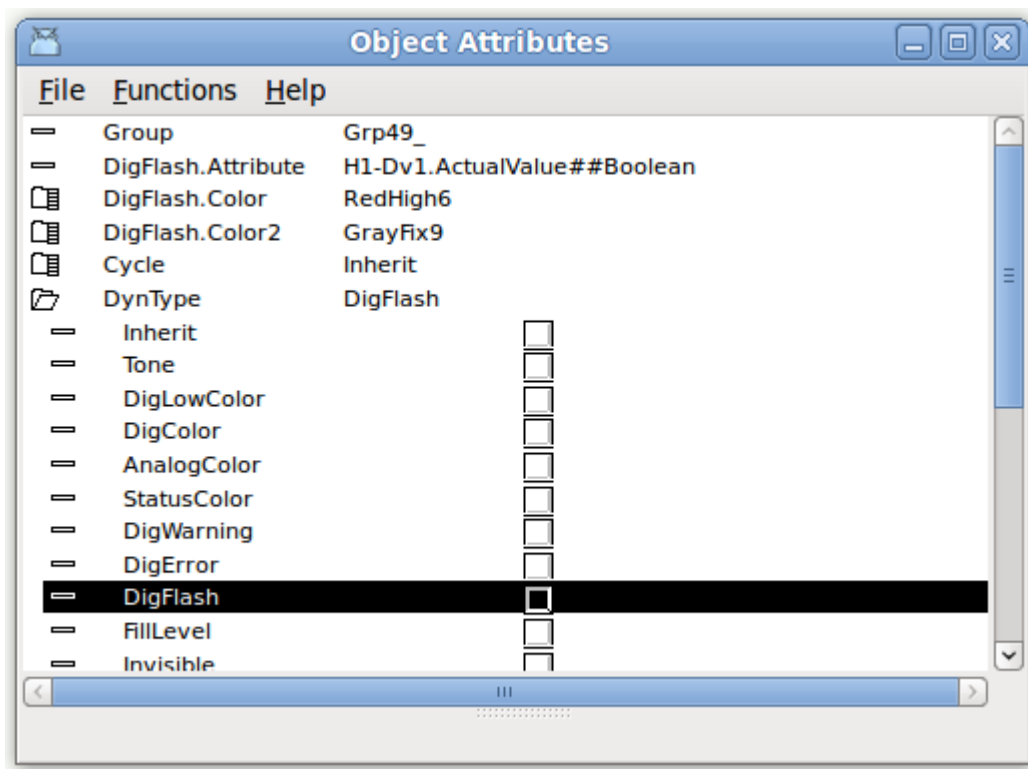 Object Attributes
File Functions Help
Group Grp49_
DigFlash.Attribute H1-Dv1.ActualValue##Boolean
DigFlash.Color RedHigh6
DigFlash.Color2 GrayFix9
Cycle Inherit
DynType DigFlash
Inherit
Tone
DigLowColor
DigColor
AnalogColor
StatusColor
DigWarning
DigError
DigFlash
FillLevel
Invisible